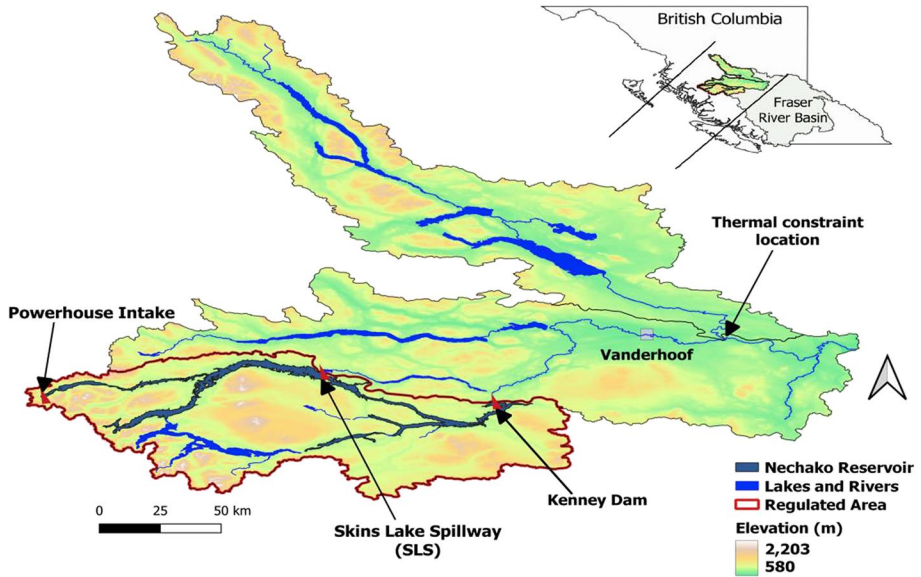 British Columbia
Fraser
River Basin
Thermal constraint
location
Powerhouse Intake
Vanderhoof
Kenney Dam
Skins Lake Spillway
(SLS)
0 25 50 km
Nechako Reservoir
Lakes and Rivers
Regulated Area
Elevation (m)
2,203
580